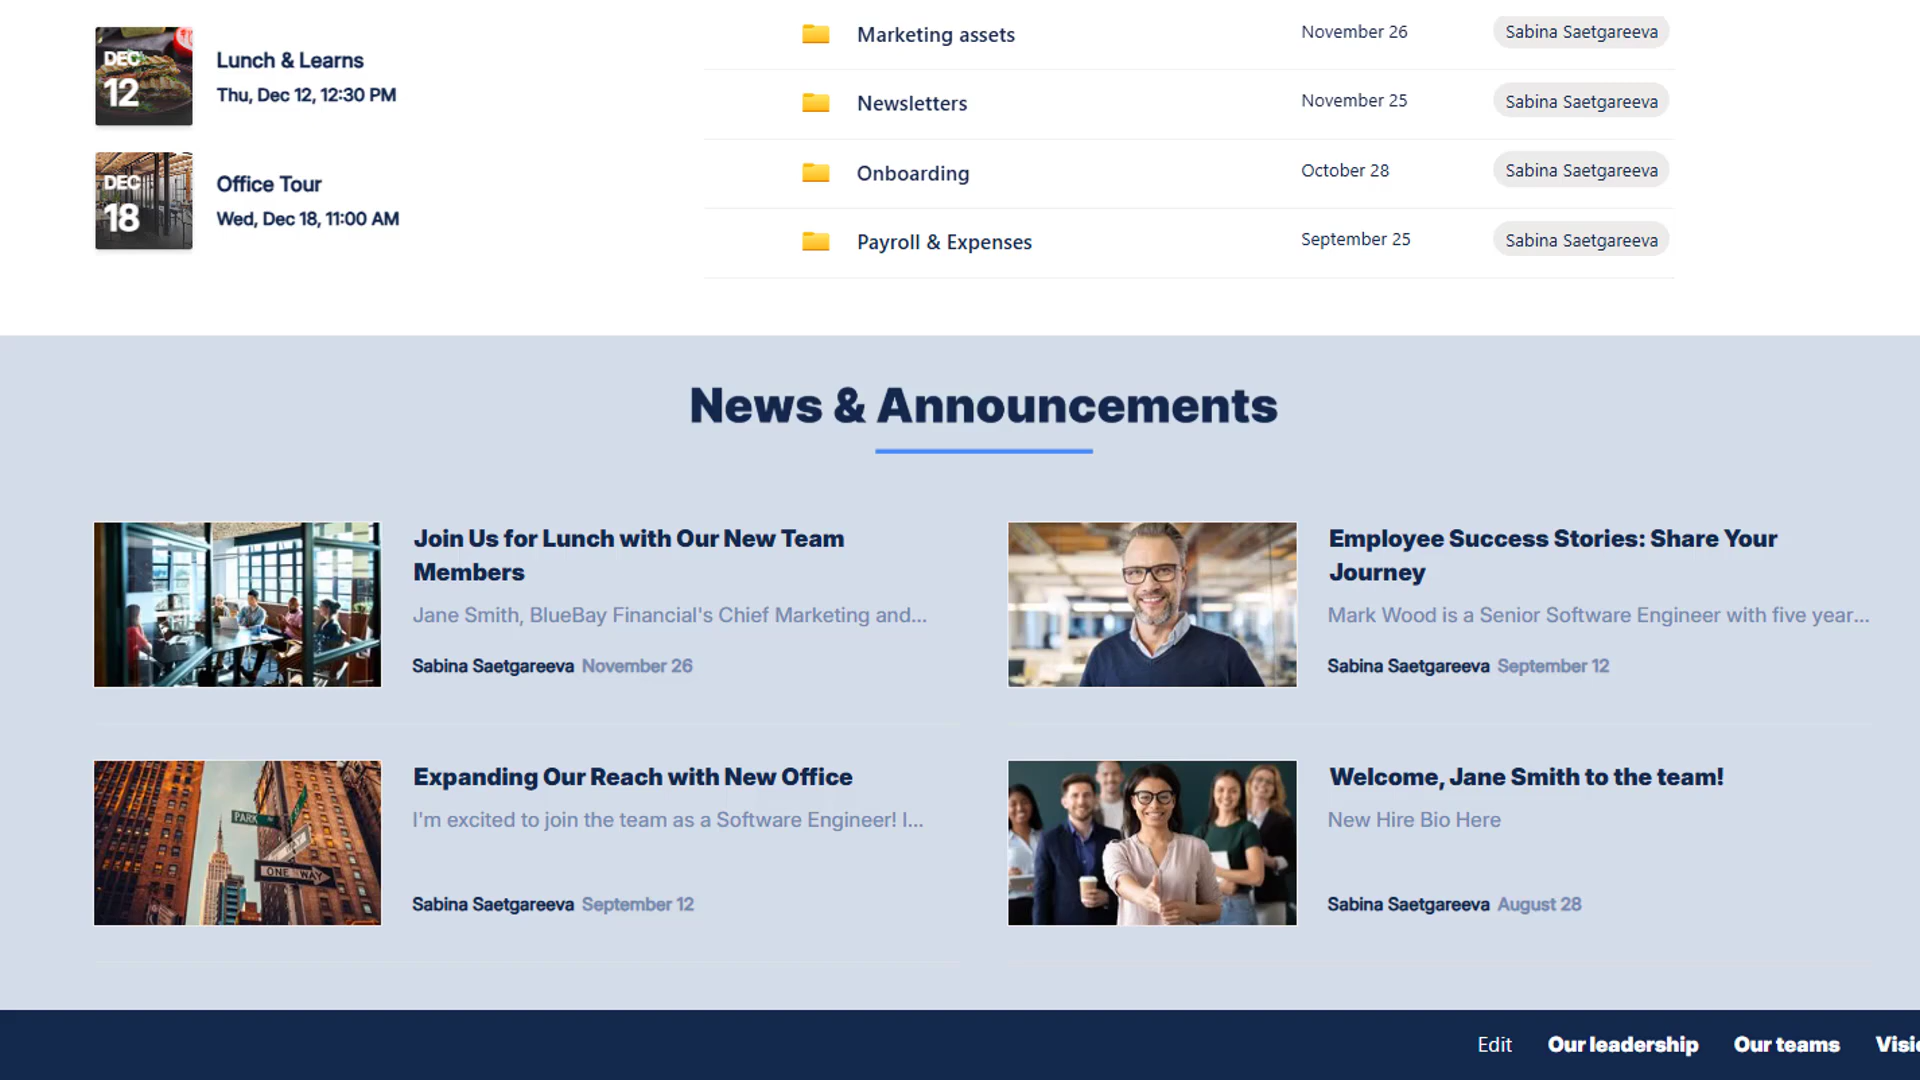 DEC
12
Lunch & Learns
Thu, Dec 12, 12:30 PM
DEC
18
Office Tour
Wed, Dec 18, 11:00 AM
Marketing assets November 26 Sabina Saetgareeva
Newsletters November 25 Sabina Saetgareeva
Onboarding October 28 Sabina Saetgareeva
Payroll & Expenses September 25 Sabina Saetgareeva
News & Announcements
Join Us for Lunch with Our New Team
Members
Jane Smith, BlueBay Financial's Chief Marketing and...
Sabina Saetgareeva November 26
Employee Success Stories: Share Your
Journey
Mark Wood is a Senior Software Engineer with five year...
Sabina Saetgareeva September 12
PARK
ONE WAY
Expanding Our Reach with New Office
I'm excited to join the team as a Software Engineer! I...
Sabina Saetgareeva September 12
Welcome, Jane Smith to the team!
New Hire Bio Here
Sabina Saetgareeva August 28
Edit Our leadership Our teams